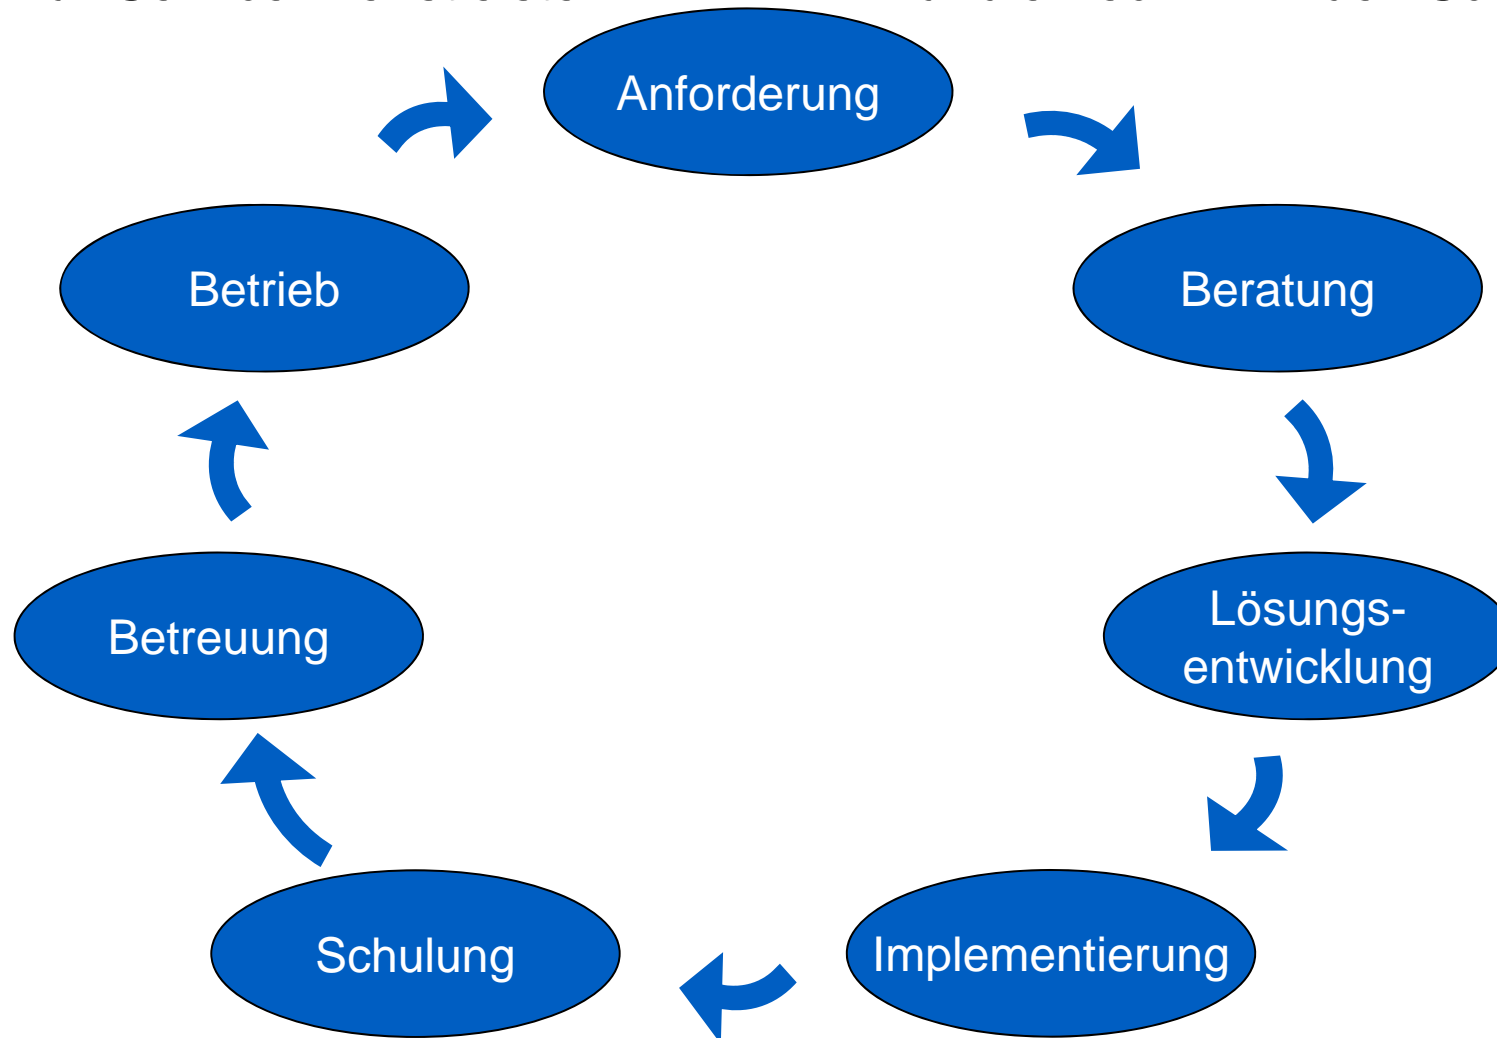 Anforderung
Betrieb
Beratung
Betreuung
Lösungs-
entwicklung
Schulung
Implementierung